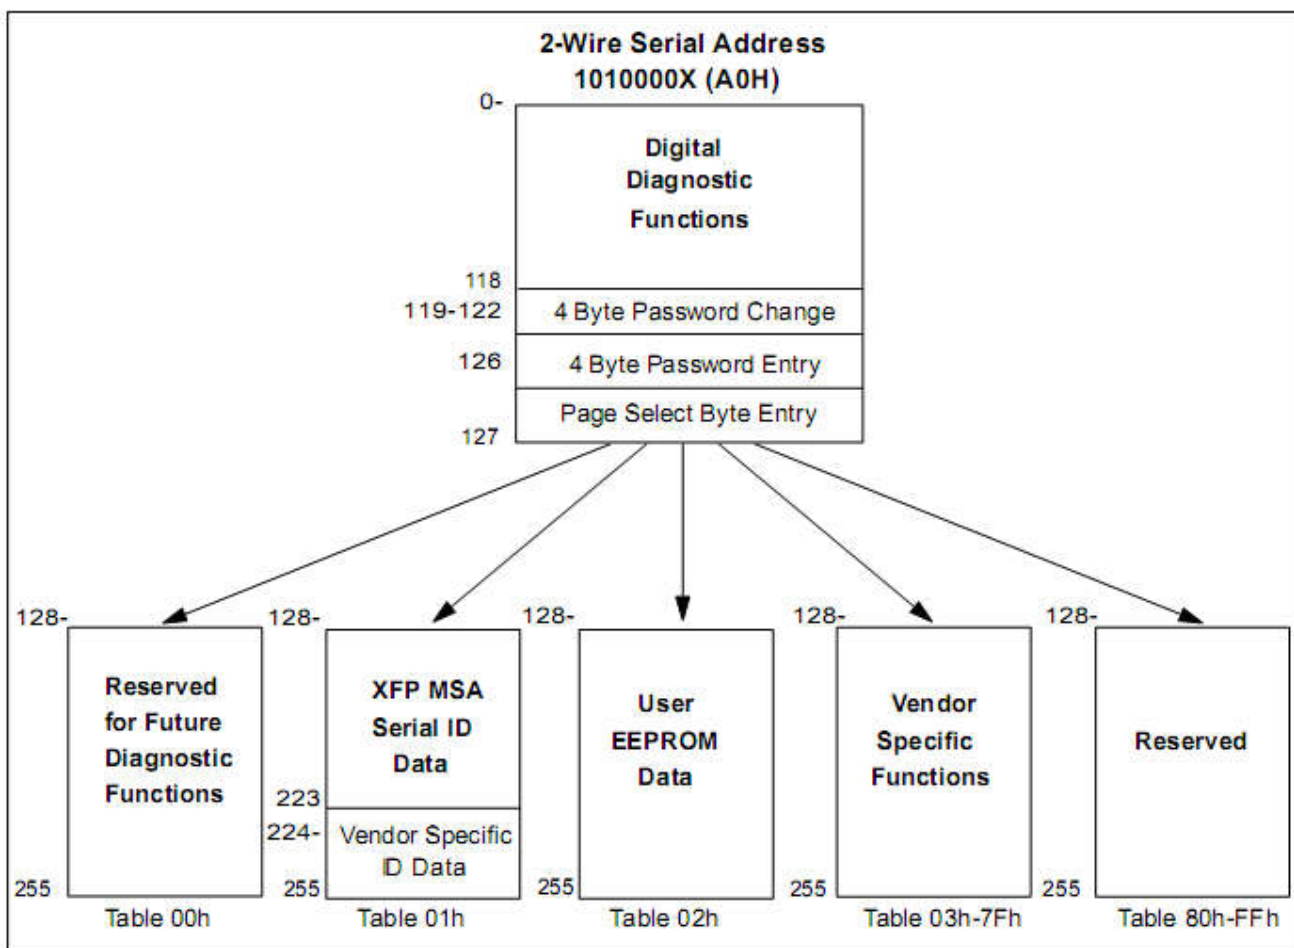 2-Wire Serial Address
1010000X (A0H)
0-
Digital
Diagnostic
Functions
118
119-122
4 Byte Password Change
126
4 Byte Password Entry
Page Select Byte Entry
127
128-
Reserved
for Future
Diagnostic
Functions
255
Table 00h
128-
XFP MSA
Serial ID
Data
223
224-
Vendor Specific
ID Data
255
Table 01h
128-
User
EEPROM
Data
255
Table 02h
128-
Vendor
Specific
Functions
255
Table 03h-7Fh
128-
Reserved
255
Table 80h-FFh